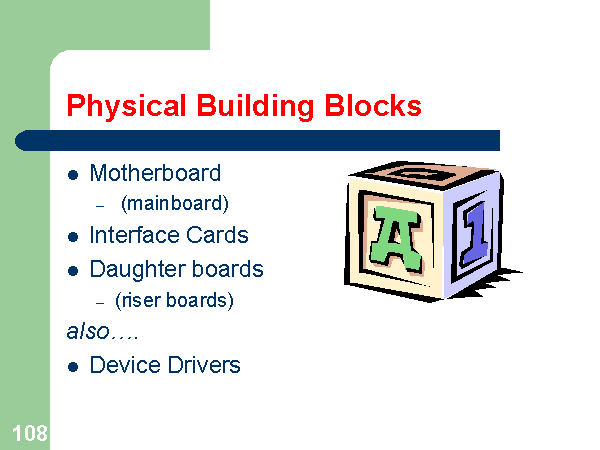 Physical Building Blocks
● Motherboard
– (mainboard)
● Interface Cards
● Daughter boards
– (riser boards)
also….
● Device Drivers
A
1
108